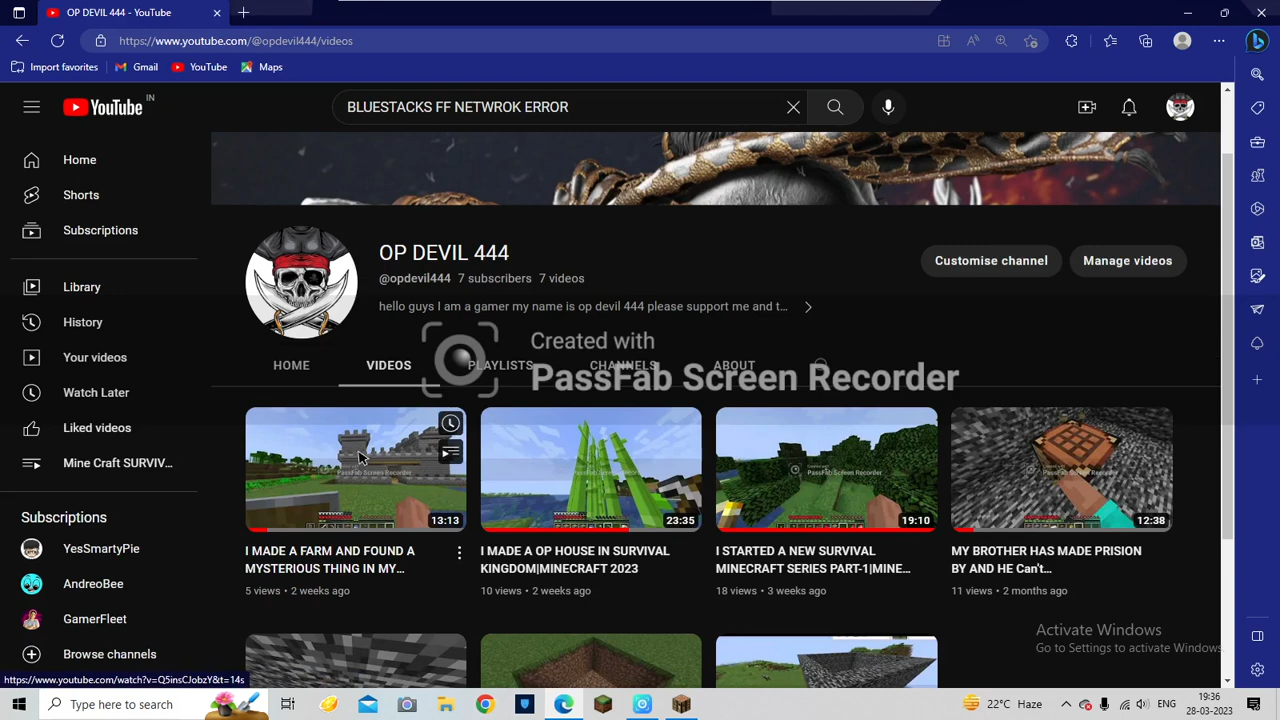 OP DEVIL 444 - YouTube
https://www.youtube.com/@opdevil444/videos
Import favorites
Gmail
YouTube
Maps
YouTube IN
BLUESTACKS FF NETWROK ERROR
Home
Shorts
Subscriptions
Library
History
Your videos
Watch Later
Liked videos
Mine Craft SURVIV...
Subscriptions
YesSmartyPie
AndreoBee
GamerFleet
Browse channels
OP DEVIL 444
@opdevil444 7 subscribers 7 videos
hello guys I am a gamer my name is op devil 444 please support me and t...
Customise channel
Manage videos
HOME
VIDEOS
PLAYLISTS
CHANNELS
ABOUT
Created with
PassFab Screen Recorder
13:13
23:35
19:10
12:38
I MADE A FARM AND FOUND A
MYSTERIOUS THING IN MY...
5 views • 2 weeks ago
I MADE A OP HOUSE IN SURVIVAL
KINGDOM|MINECRAFT 2023
10 views • 2 weeks ago
I STARTED A NEW SURVIVAL
MINECRAFT SERIES PART-1|MINE...
18 views • 3 weeks ago
MY BROTHER HAS MADE PRISION
BY AND HE Can't...
11 views • 2 months ago
Activate Windows
Go to Settings to activate Windows.
https://www.youtube.com/watch?v=Q5insCJobzY&t=14s
Type here to search
22°C Haze
ENG
19:36
28-03-2023